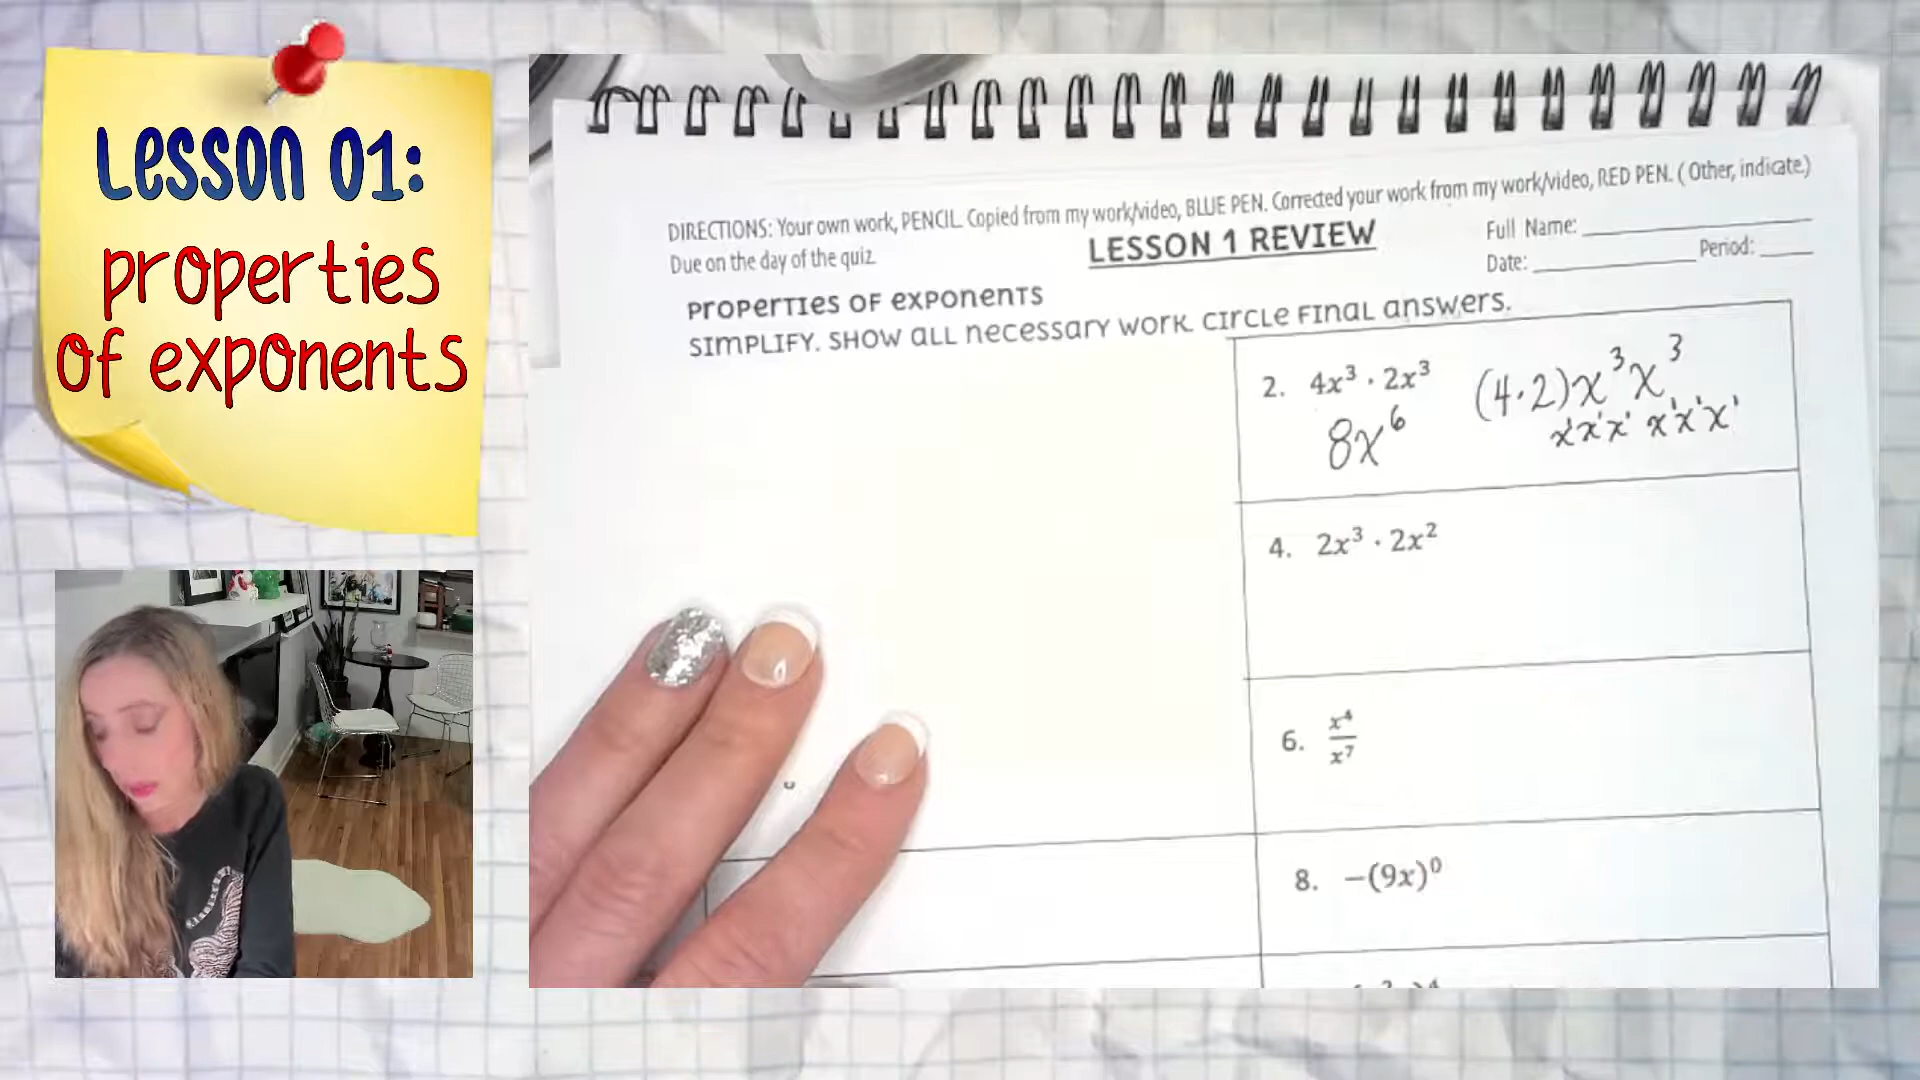 Lesson 01:
properties
of exponents
DIRECTIONS: Your own work, PENCIL. Copied from my work/video, BLUE PEN. Corrected your work from my work/video, RED PEN. ( Other, indicate.)
Due on the day of the quiz.
LESSON 1 REVIEW
Full Name: ____________________
Date: ______________ Period: _____
PROPERTIES OF EXPONENTS
SIMPLIFY. SHOW ALL NECESSARY WORK. CIRCLE FINAL ANSWERS.
2. 4x³ · 2x³ (4·2)x³x³
8x⁶ x¹x¹x¹ x¹x¹x¹
4. 2x³ · 2x²
6. x⁴/x⁷
8. −(9x)⁰